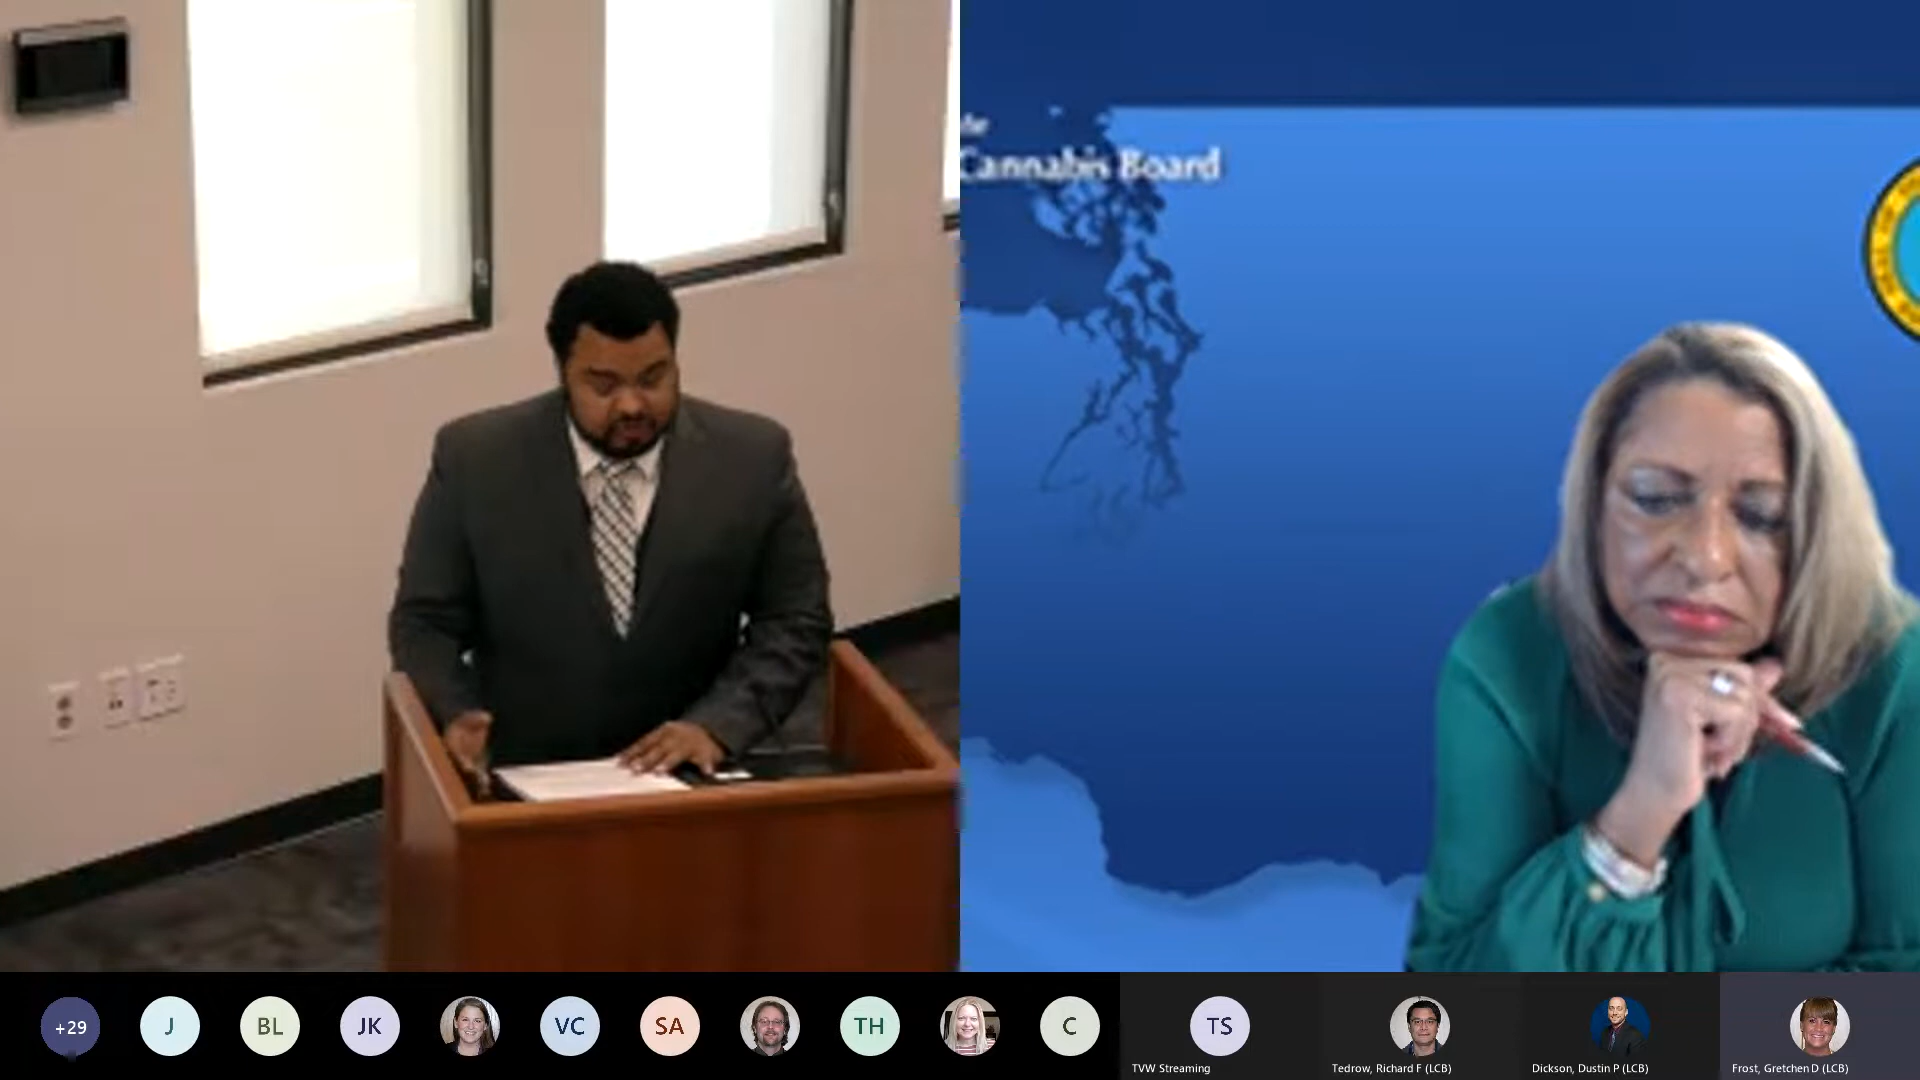 Cannabis Board
+29
J
BL
JK
VC
SA
TH
C
TS
TVW Streaming
Tedrow, Richard F (LCB)
Dickson, Dustin P (LCB)
Frost, Gretchen D (LCB)